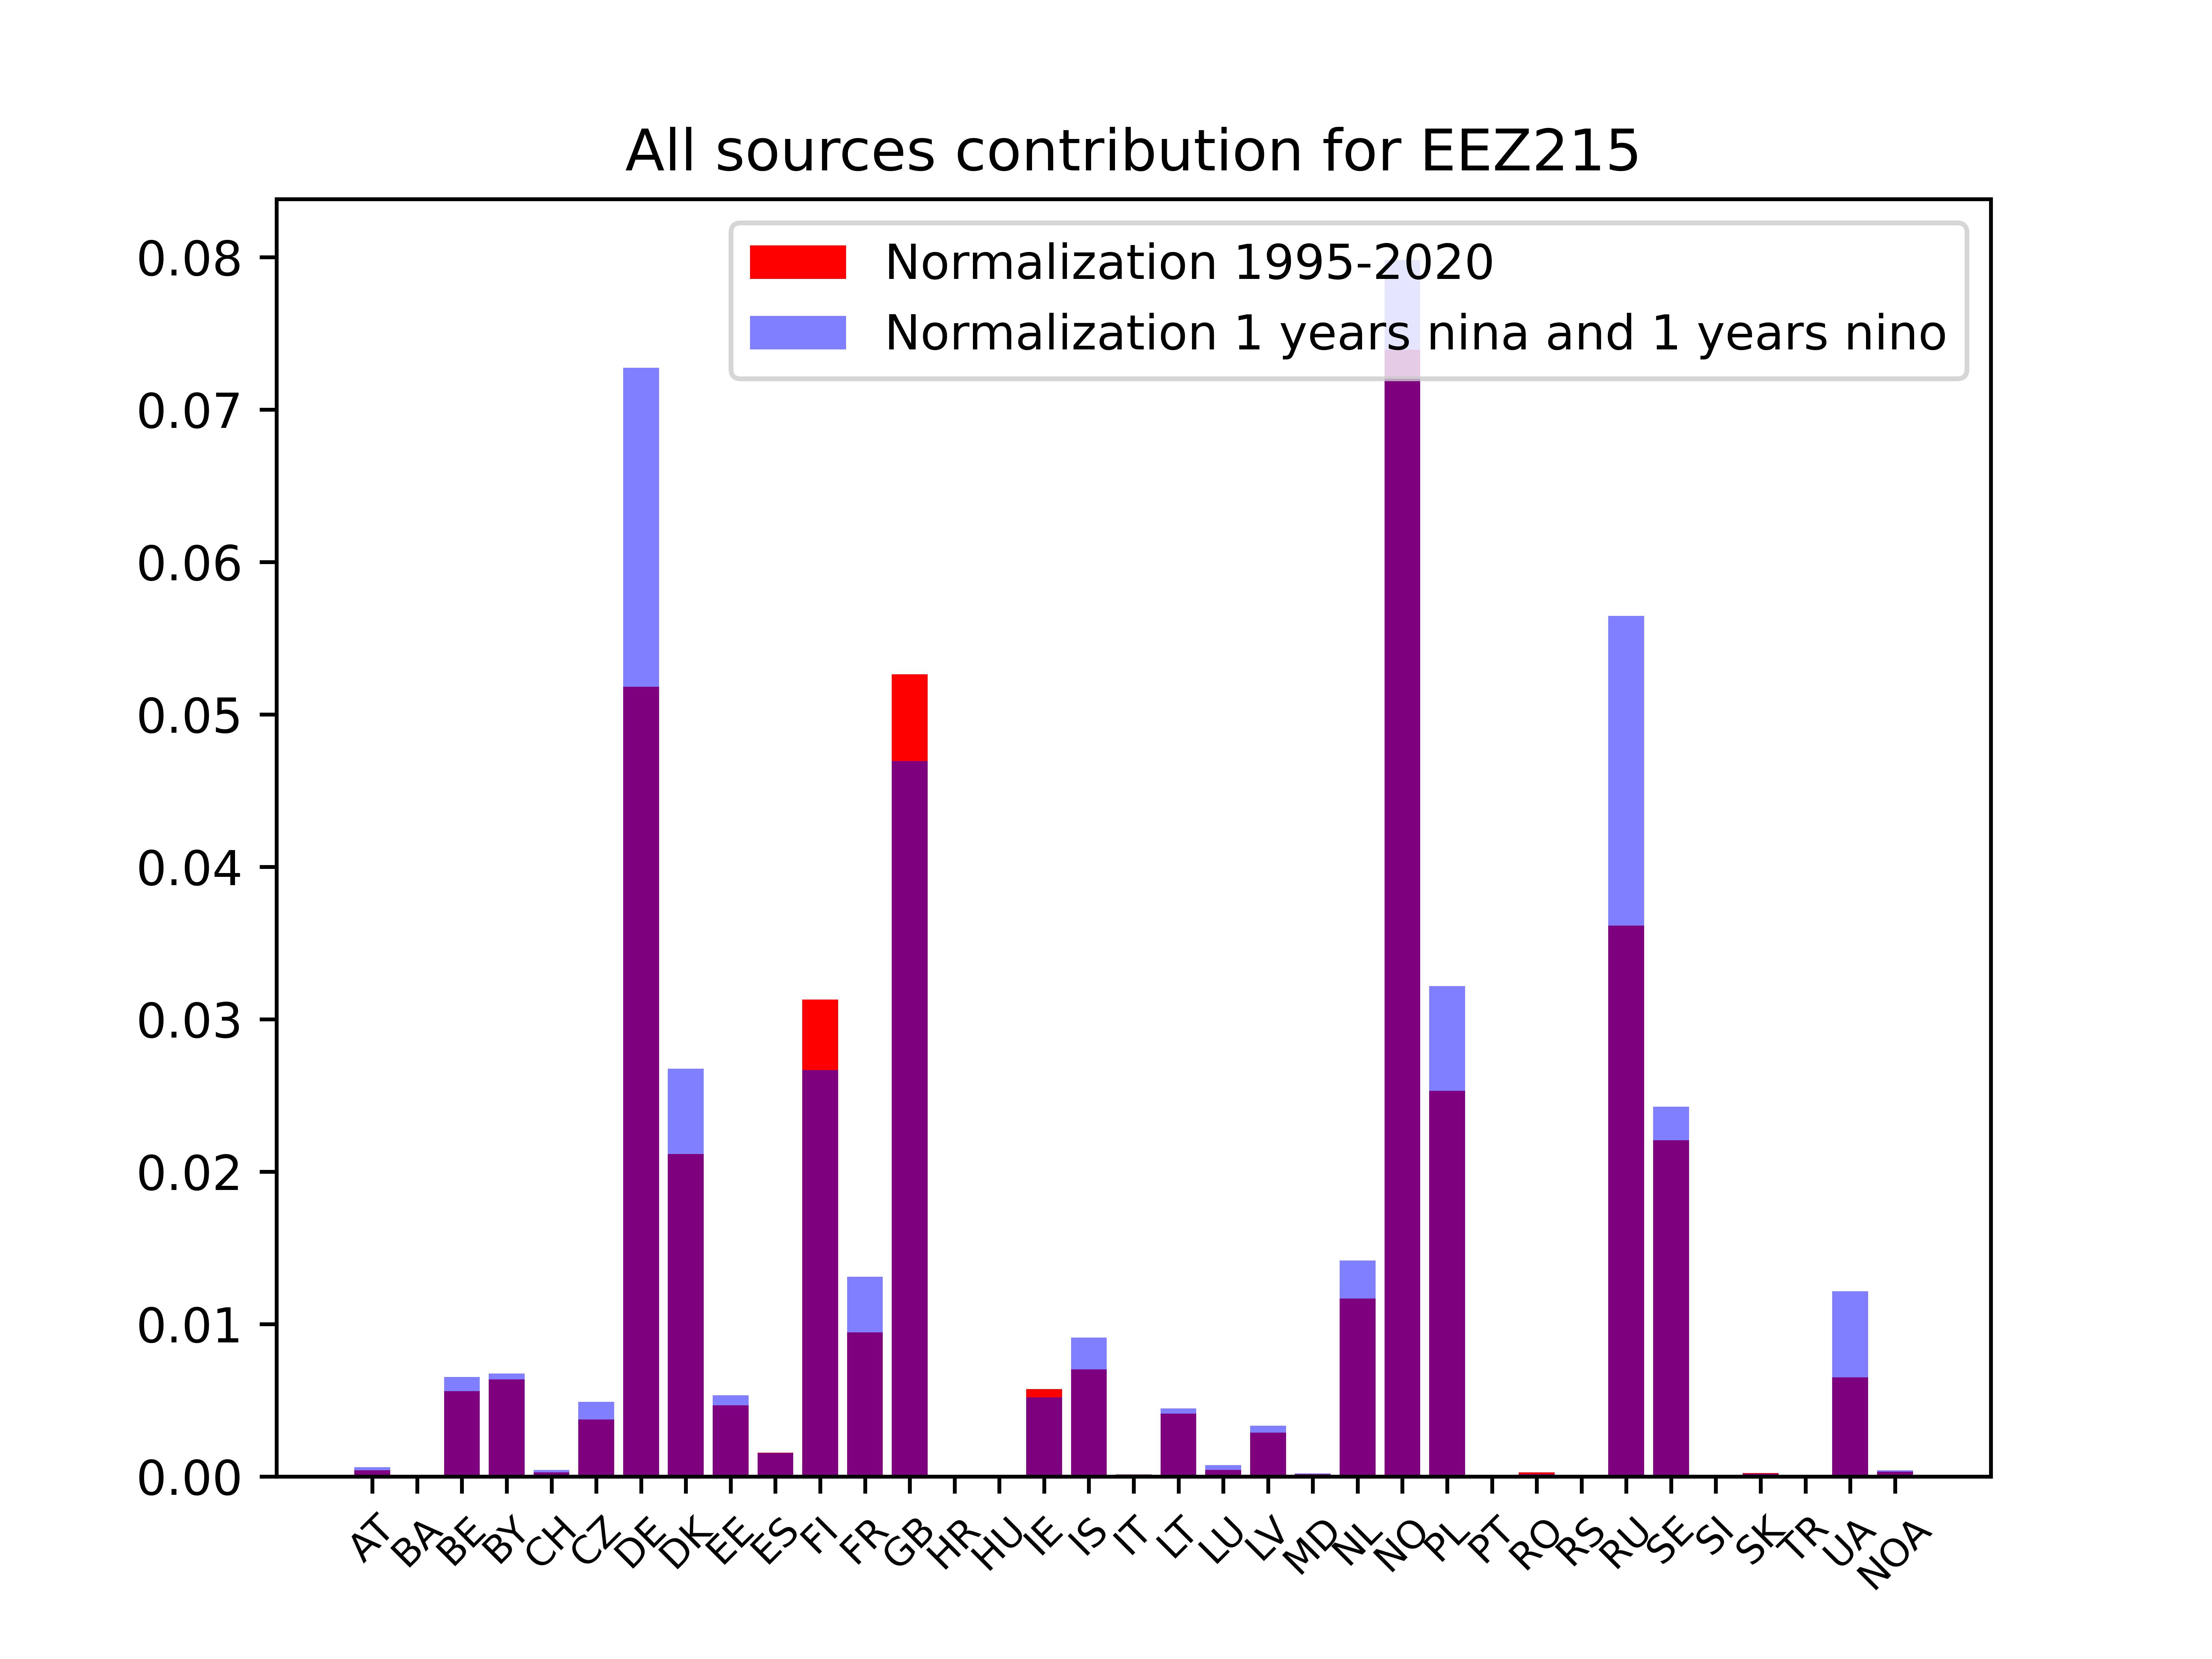 All sources contribution for EEZ215
Normalization 1995-2020
Normalization 1 years nina and 1 years nino
0.08
0.07
0.06
0.05
0.04
0.03
0.02
0.01
0.00
AT BA BE BY CH CZ DE DK EE ES FI FR GB HR HU IE IS IT LT LU LV MD NL NO PL PT RO RS RU SE SI SK TR UA NOA